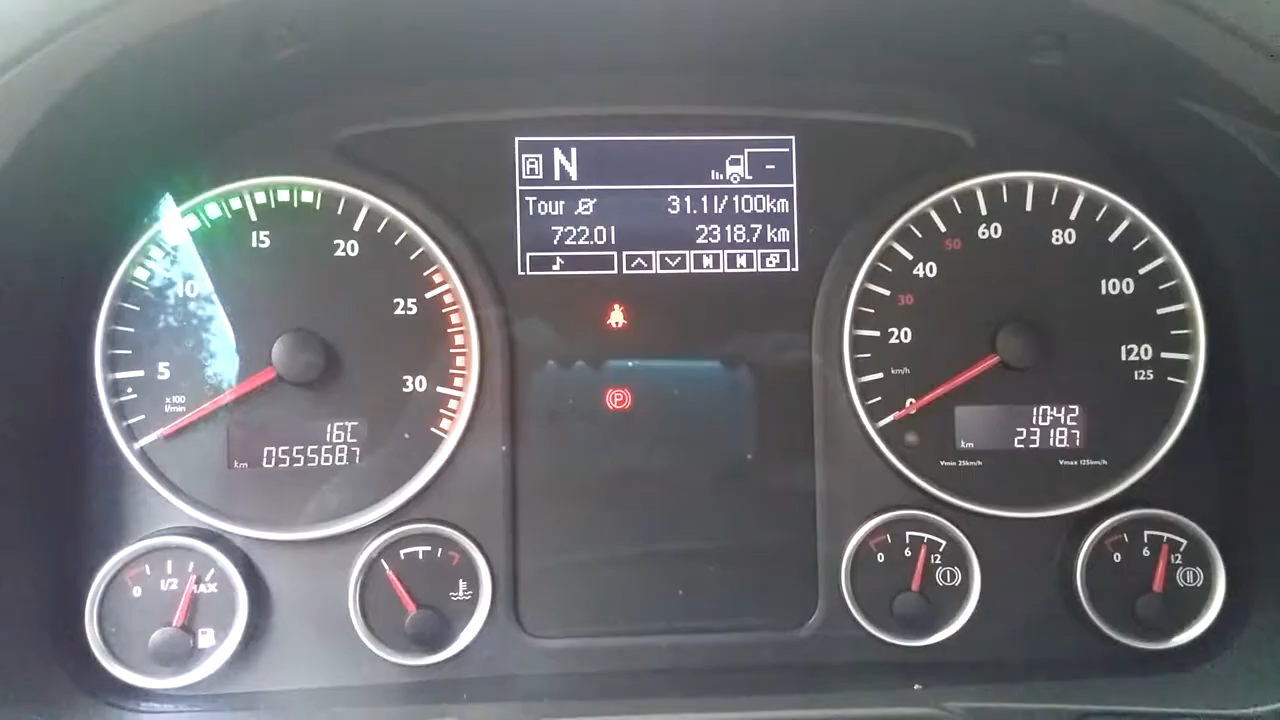 A N -
Tour Ø 31.1l/100km
722.0l 2318.7 km
5
10
15
20
25
30
x100
l/min
16°C
km 055568.7
0
20
30
40
50
60
80
100
120
125
km/h
10:42
km 2318.7
Vmin 25km/h Vmax 125km/h
P
0 1/2 MAX
0 6 12
I
0 6 12
II